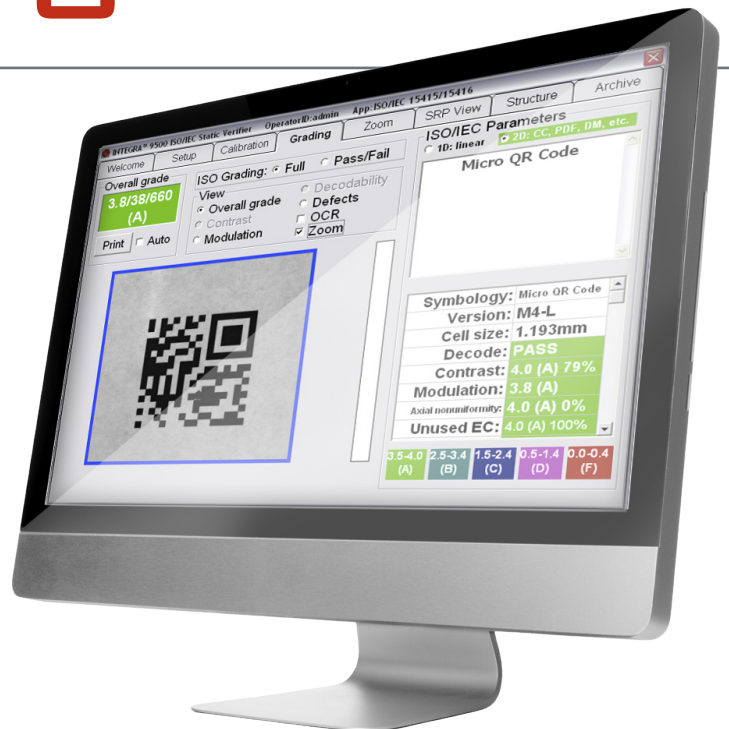 INTEGRA™ 9500 ISO/IEC Static Verifier OperatorID:admin App:ISO/IEC 15415/15416
Welcome Setup Calibration Grading Zoom SRP View Structure Archive
Overall grade
3.8/38/660
(A)
Print Auto
ISO Grading: Full Pass/Fail
View
Overall grade Decodability
Contrast Defects
Modulation OCR
Zoom
ISO/IEC Parameters
1D: linear 2D: CC, PDF, DM, etc.
Micro QR Code
Symbology: Micro QR Code
Version: M4-L
Cell size: 1.193mm
Decode: PASS
Contrast: 4.0 (A) 79%
Modulation: 3.8 (A)
Axial nonuniformity: 4.0 (A) 0%
Unused EC: 4.0 (A) 100%
3.5-4.0 2.5-3.4 1.5-2.4 0.5-1.4 0.0-0.4
(A) (B) (C) (D) (F)